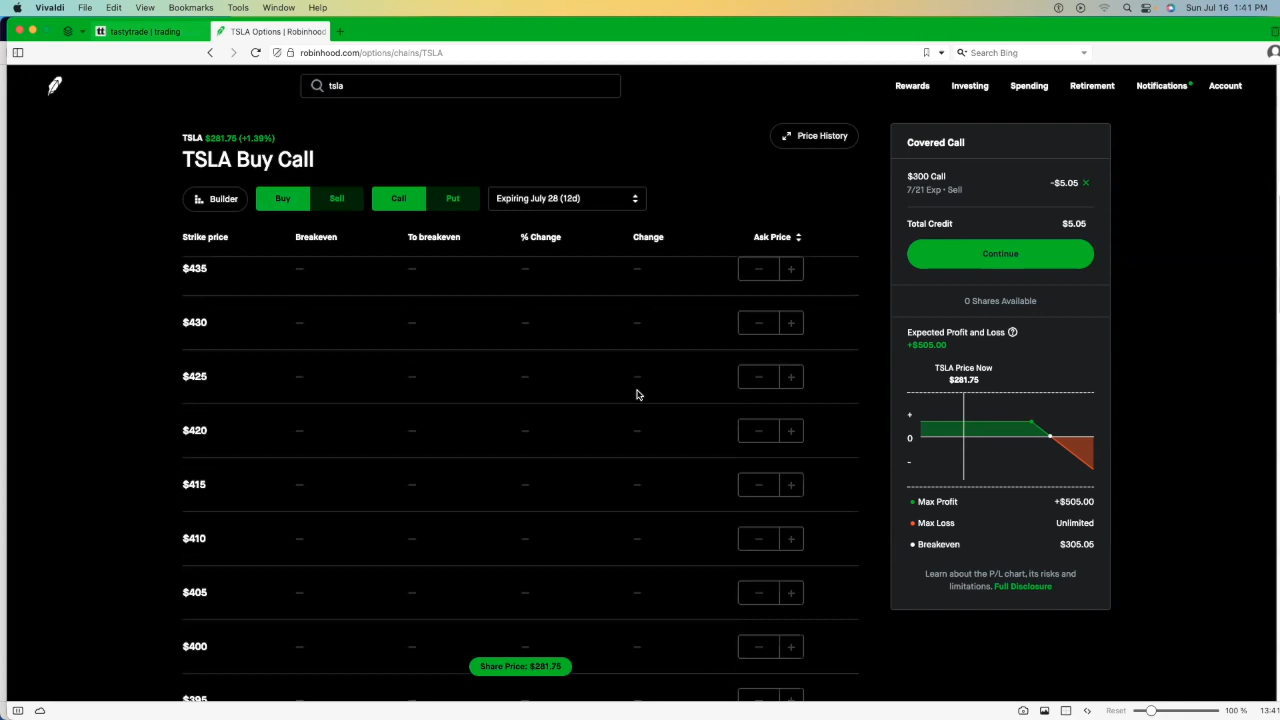 Vivaldi File Edit View Bookmarks Tools Window Help Sun Jul 16 1:41 PM
tt tastytrade | trading TSLA Options | Robinhood
robinhood.com/options/chains/TSLA Search Bing
tsla Rewards Investing Spending Retirement Notifications Account
TSLA $281.75 (+1.39%)
TSLA Buy Call
Price History
Builder Buy Sell Call Put Expiring July 28 (12d)
Strike price Breakeven To breakeven % Change Change Ask Price
$435 — — — — − +
$430 — — — — − +
$425 — — — — − +
$420 — — — — − +
$415 — — — — − +
$410 — — — — − +
$405 — — — — − +
$400 — — — — − +
Share Price: $281.75
$395
Covered Call
$300 Call
7/21 Exp • Sell
-$5.05
Total Credit $5.05
Continue
0 Shares Available
Expected Profit and Loss
+$505.00
TSLA Price Now
$281.75
+
0
-
Max Profit +$505.00
Max Loss Unlimited
Breakeven $305.05
Learn about the P/L chart, its risks and
limitations. Full Disclosure
Reset 100 % 13:41